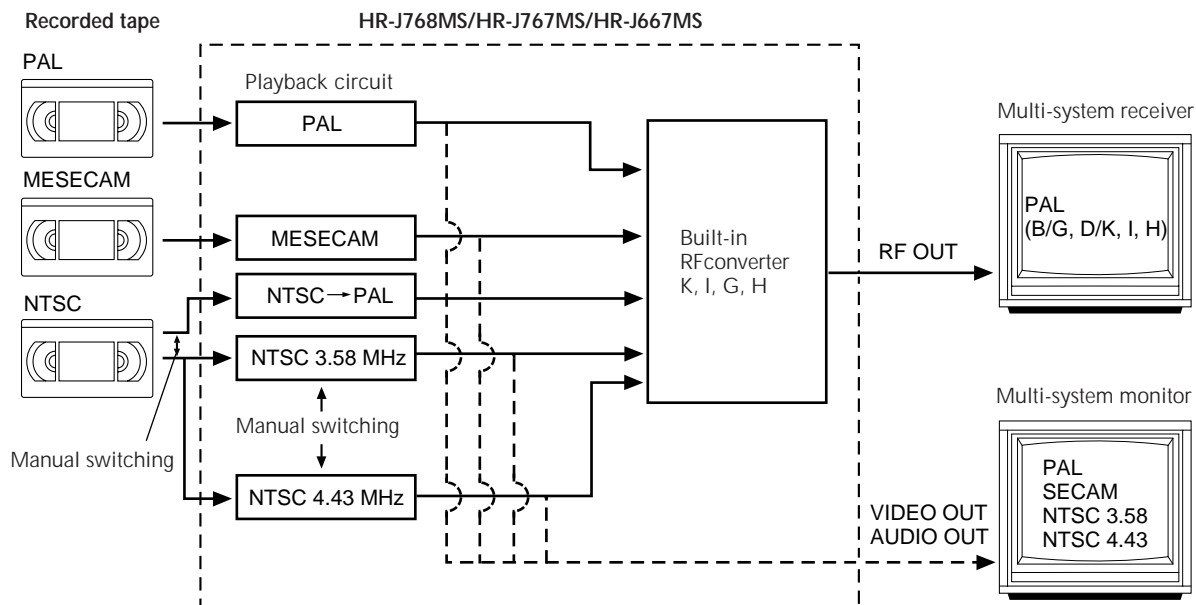 Recorded tape
HR-J768MS/HR-J767MS/HR-J667MS
PAL
MESECAM
NTSC
Manual switching
Playback circuit
PAL
MESECAM
NTSC→PAL
NTSC 3.58 MHz
Manual switching
NTSC 4.43 MHz
Built-in
RFconverter
K, I, G, H
RF OUT
VIDEO OUT
AUDIO OUT
Multi-system receiver
PAL
(B/G, D/K, I, H)
Multi-system monitor
PAL
SECAM
NTSC 3.58
NTSC 4.43